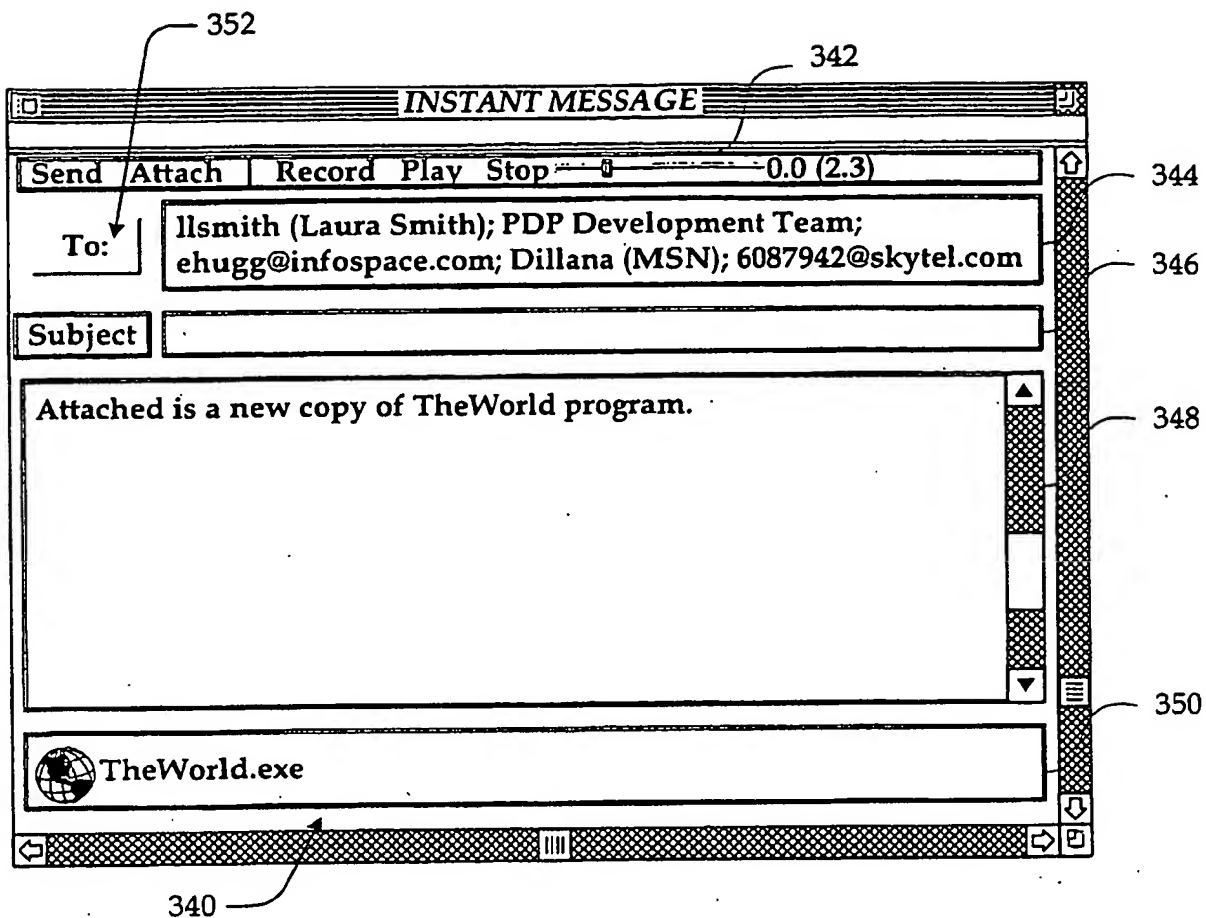 352
342
INSTANT MESSAGE
Send Attach Record Play Stop 0.0 (2.3)
344
To:
llsmith (Laura Smith); PDP Development Team;
ehugg@infospace.com; Dillana (MSN); 6087942@skytel.com
346
Subject
Attached is a new copy of TheWorld program.
348
350
TheWorld.exe
340